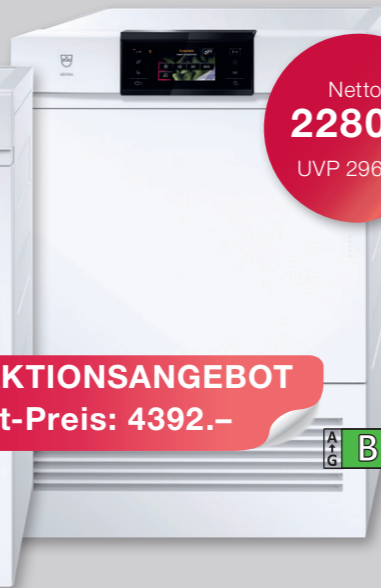 Netto
2280
UVP 296
KTIONSANGEBOT
t-Preis: 4392.–
A
G
B